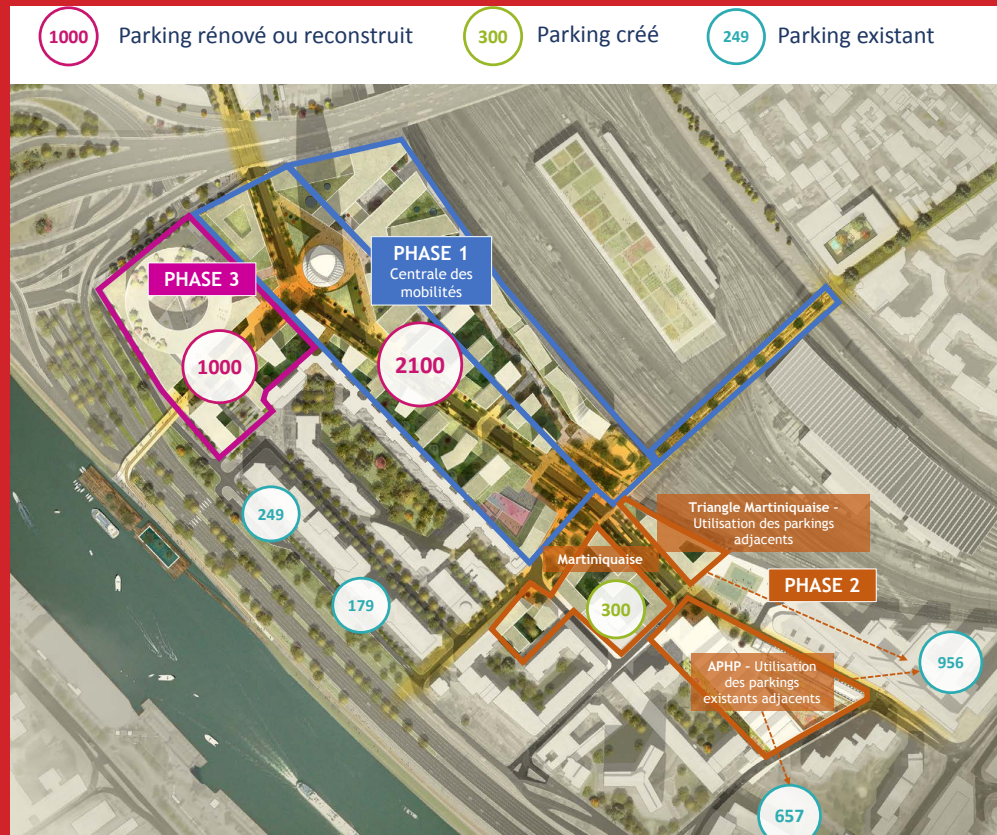 1000 Parking rénové ou reconstruit
300 Parking créé
249 Parking existant
PHASE 1
Centrale des
mobilités
PHASE 3
1000
2100
249
179
Triangle Martiniquaise -
Utilisation des parkings
adjacents
Martiniquaise
PHASE 2
300
APHP - Utilisation
des parkings
existants adjacents
956
657